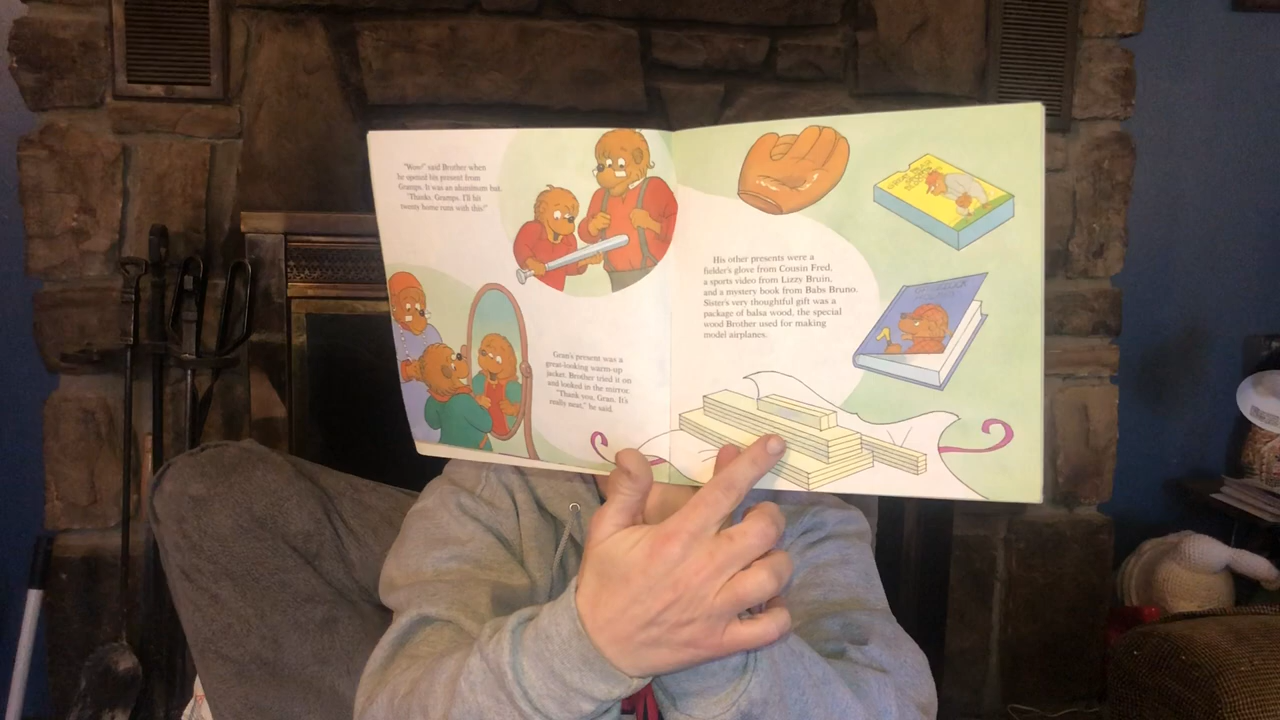 "Wow!" said Brother when
he opened his present from
Gramps. It was an aluminum bat.
"Thanks, Gramps. I'll hit
twenty home runs with this!"
Gran's present was a
great-looking warm-up
jacket. Brother tried it on
and looked in the mirror.
"Thank you, Gran. It's
really neat," he said.
His other presents were a
fielder's glove from Cousin Fred,
a sports video from Lizzy Bruin,
and a mystery book from Babs Bruno.
Sister's very thoughtful gift was a
package of balsa wood, the special
wood Brother used for making
model airplanes.
GREAT BEAR
BLOOPERS